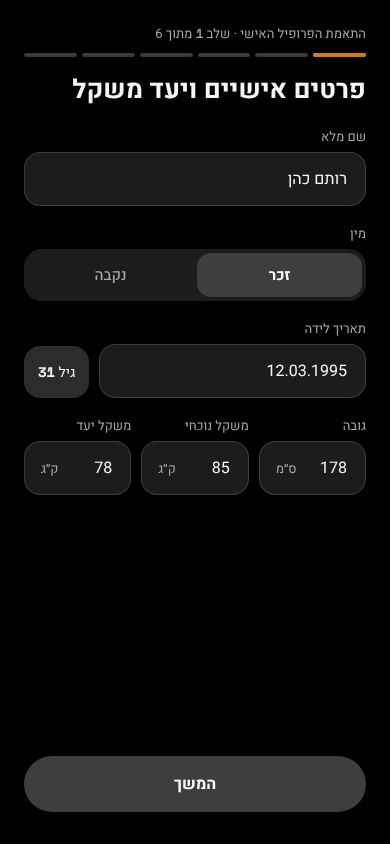 התאמת הפרופיל האישי · שלב 1 מתוך 6
פרטים אישיים ויעד משקל
שם מלא
רותם כהן
מין
זכר נקבה
תאריך לידה
12.03.1995 גיל 31
גובה משקל נוכחי משקל יעד
178 ס״מ 85 ק״ג 78 ק״ג
המשך